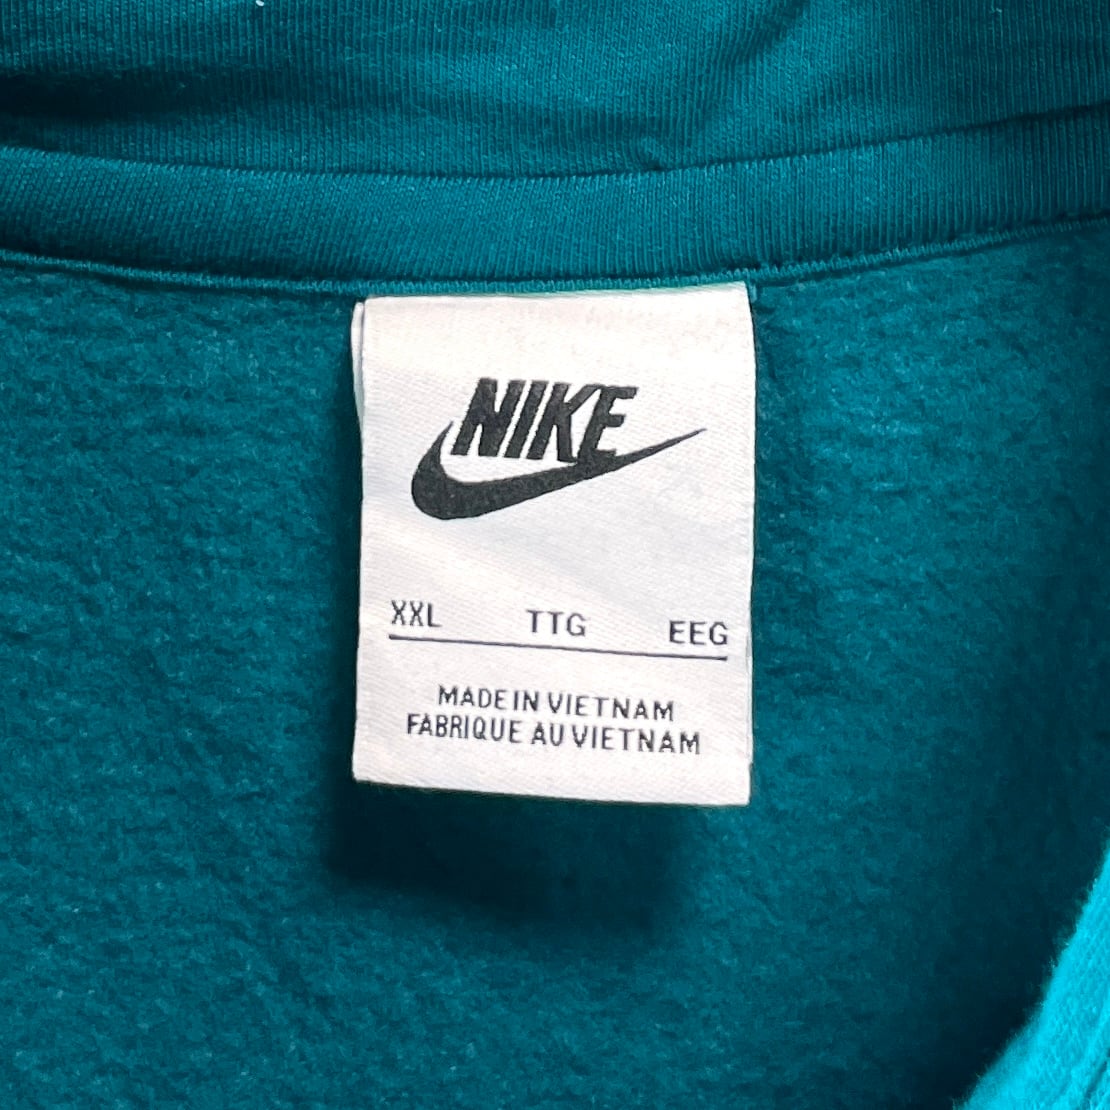 NIKE
XXL TTG EEG
MADE IN VIETNAM
FABRIQUE AU VIETNAM